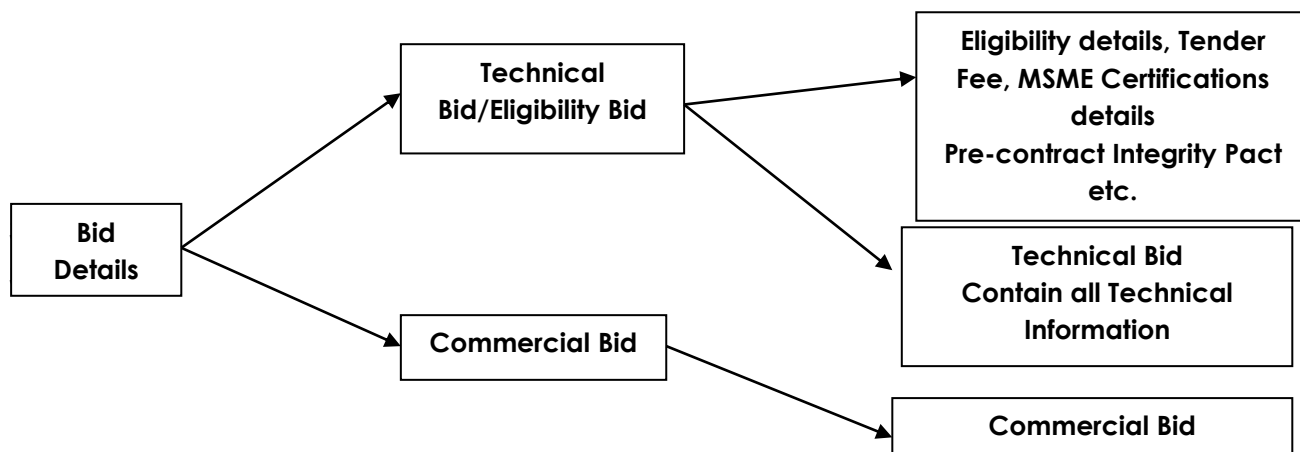 Bid
Details
Technical
Bid/Eligibility Bid
Commercial Bid
Eligibility details, Tender
Fee, MSME Certifications
details
Pre-contract Integrity Pact
etc.
Technical Bid
Contain all Technical
Information
Commercial Bid